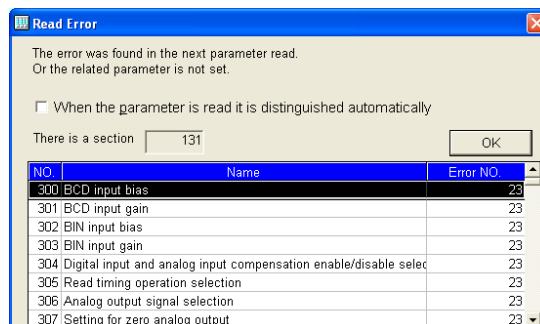 Read Error
The error was found in the next parameter read.
Or the related parameter is not set.
When the parameter is read it is distinguished automatically
There is a section 131 OK
NO. Name Error NO.
300 BCD input bias 23
301 BCD input gain 23
302 BIN input bias 23
303 BIN input gain 23
304 Digital input and analog input compensation enable/disable selec 23
305 Read timing operation selection 23
306 Analog output signal selection 23
307 Setting for zero analog output 23